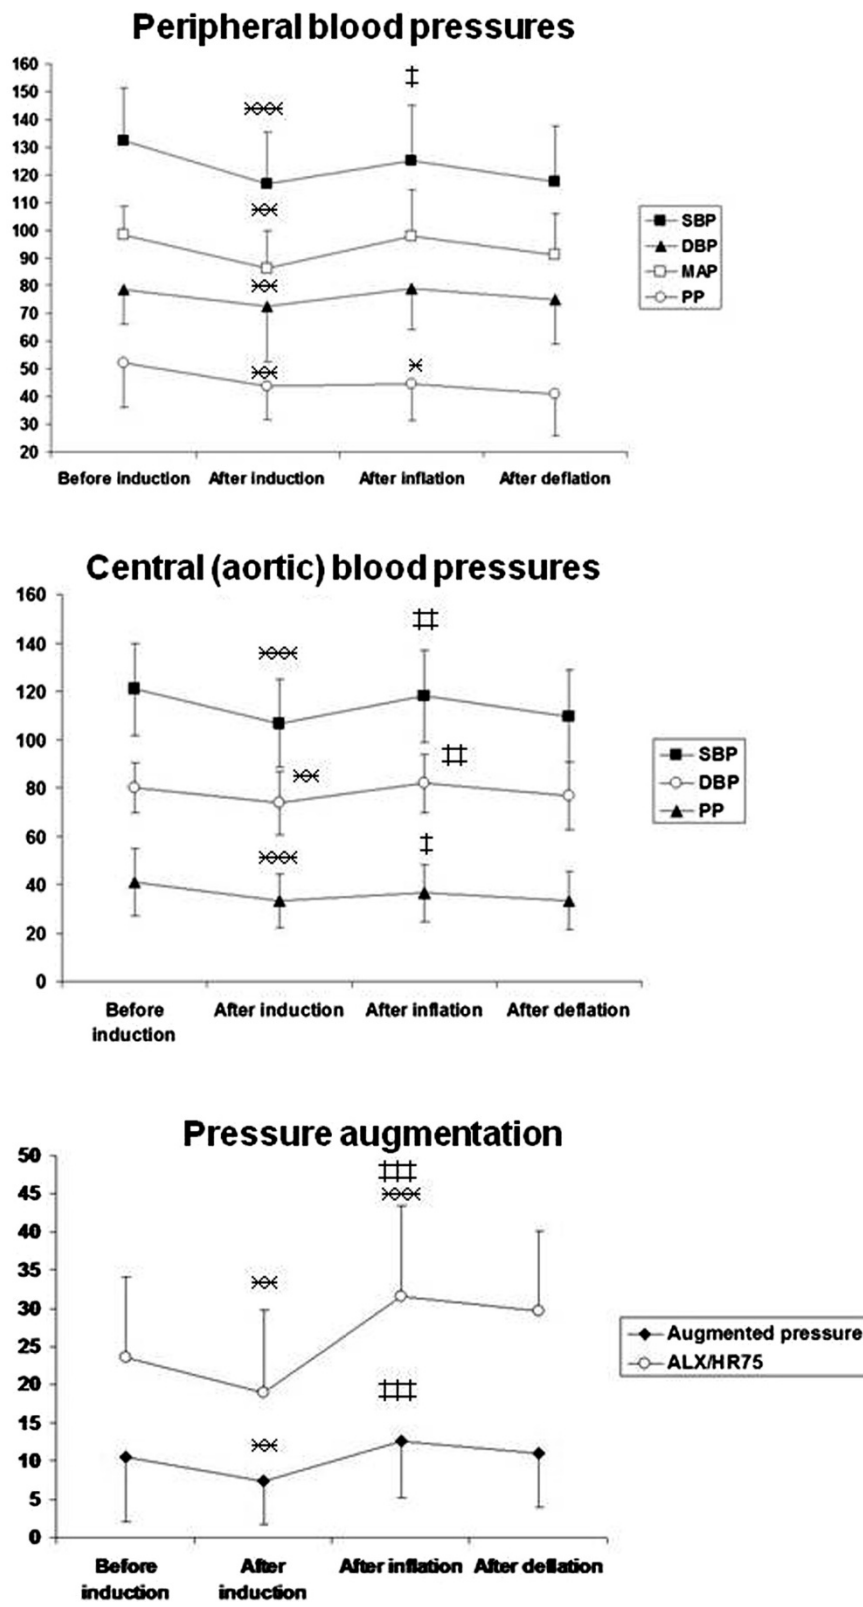 Peripheral blood pressures
160
150
140
130
120
110
100
90
80
70
60
50
40
30
20
‡
***
**
**
**
*
SBP
DBP
MAP
PP
Before induction After induction After inflation After deflation
Central (aortic) blood pressures
160
140
120
100
80
60
40
20
0
‡‡
***
‡‡
**
‡
***
SBP
DBP
PP
Before
induction
After induction After inflation After deflation
Pressure augmentation
50
45
40
35
30
25
20
15
10
5
0
‡‡‡
***
**
‡‡‡
**
Augmented pressure
ALX/HR75
Before
induction
After
induction
After inflation After deflation